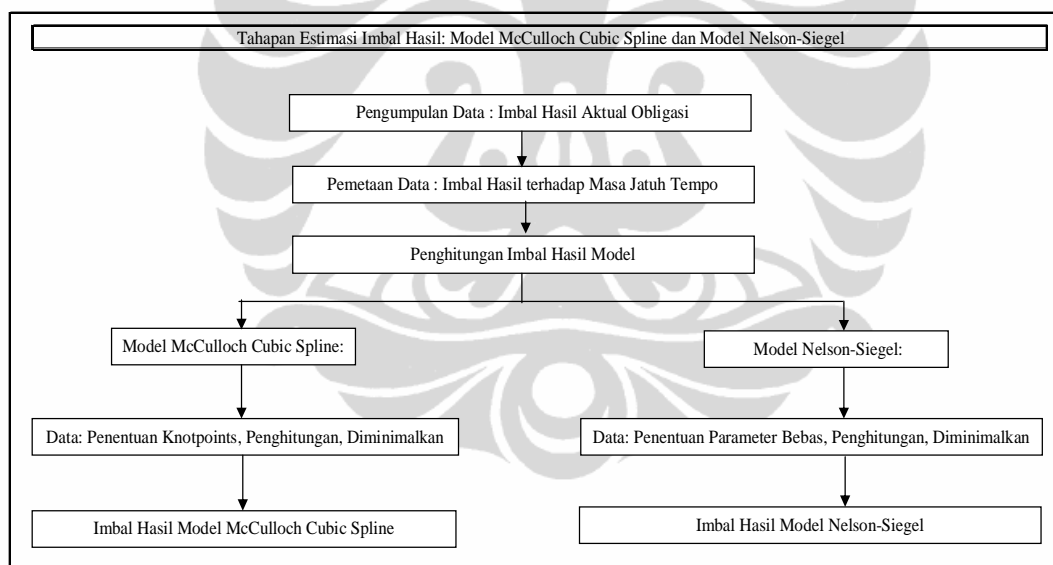 Tahapan Estimasi Imbal Hasil: Model McCulloch Cubic Spline dan Model Nelson-Siegel
Pengumpulan Data : Imbal Hasil Aktual Obligasi
Pemetaan Data : Imbal Hasil terhadap Masa Jatuh Tempo
Penghitungan Imbal Hasil Model
Model McCulloch Cubic Spline:
Model Nelson-Siegel:
Data: Penentuan Knotpoints, Penghitungan, Diminimalkan
Data: Penentuan Parameter Bebas, Penghitungan, Diminimalkan
Imbal Hasil Model McCulloch Cubic Spline
Imbal Hasil Model Nelson-Siegel